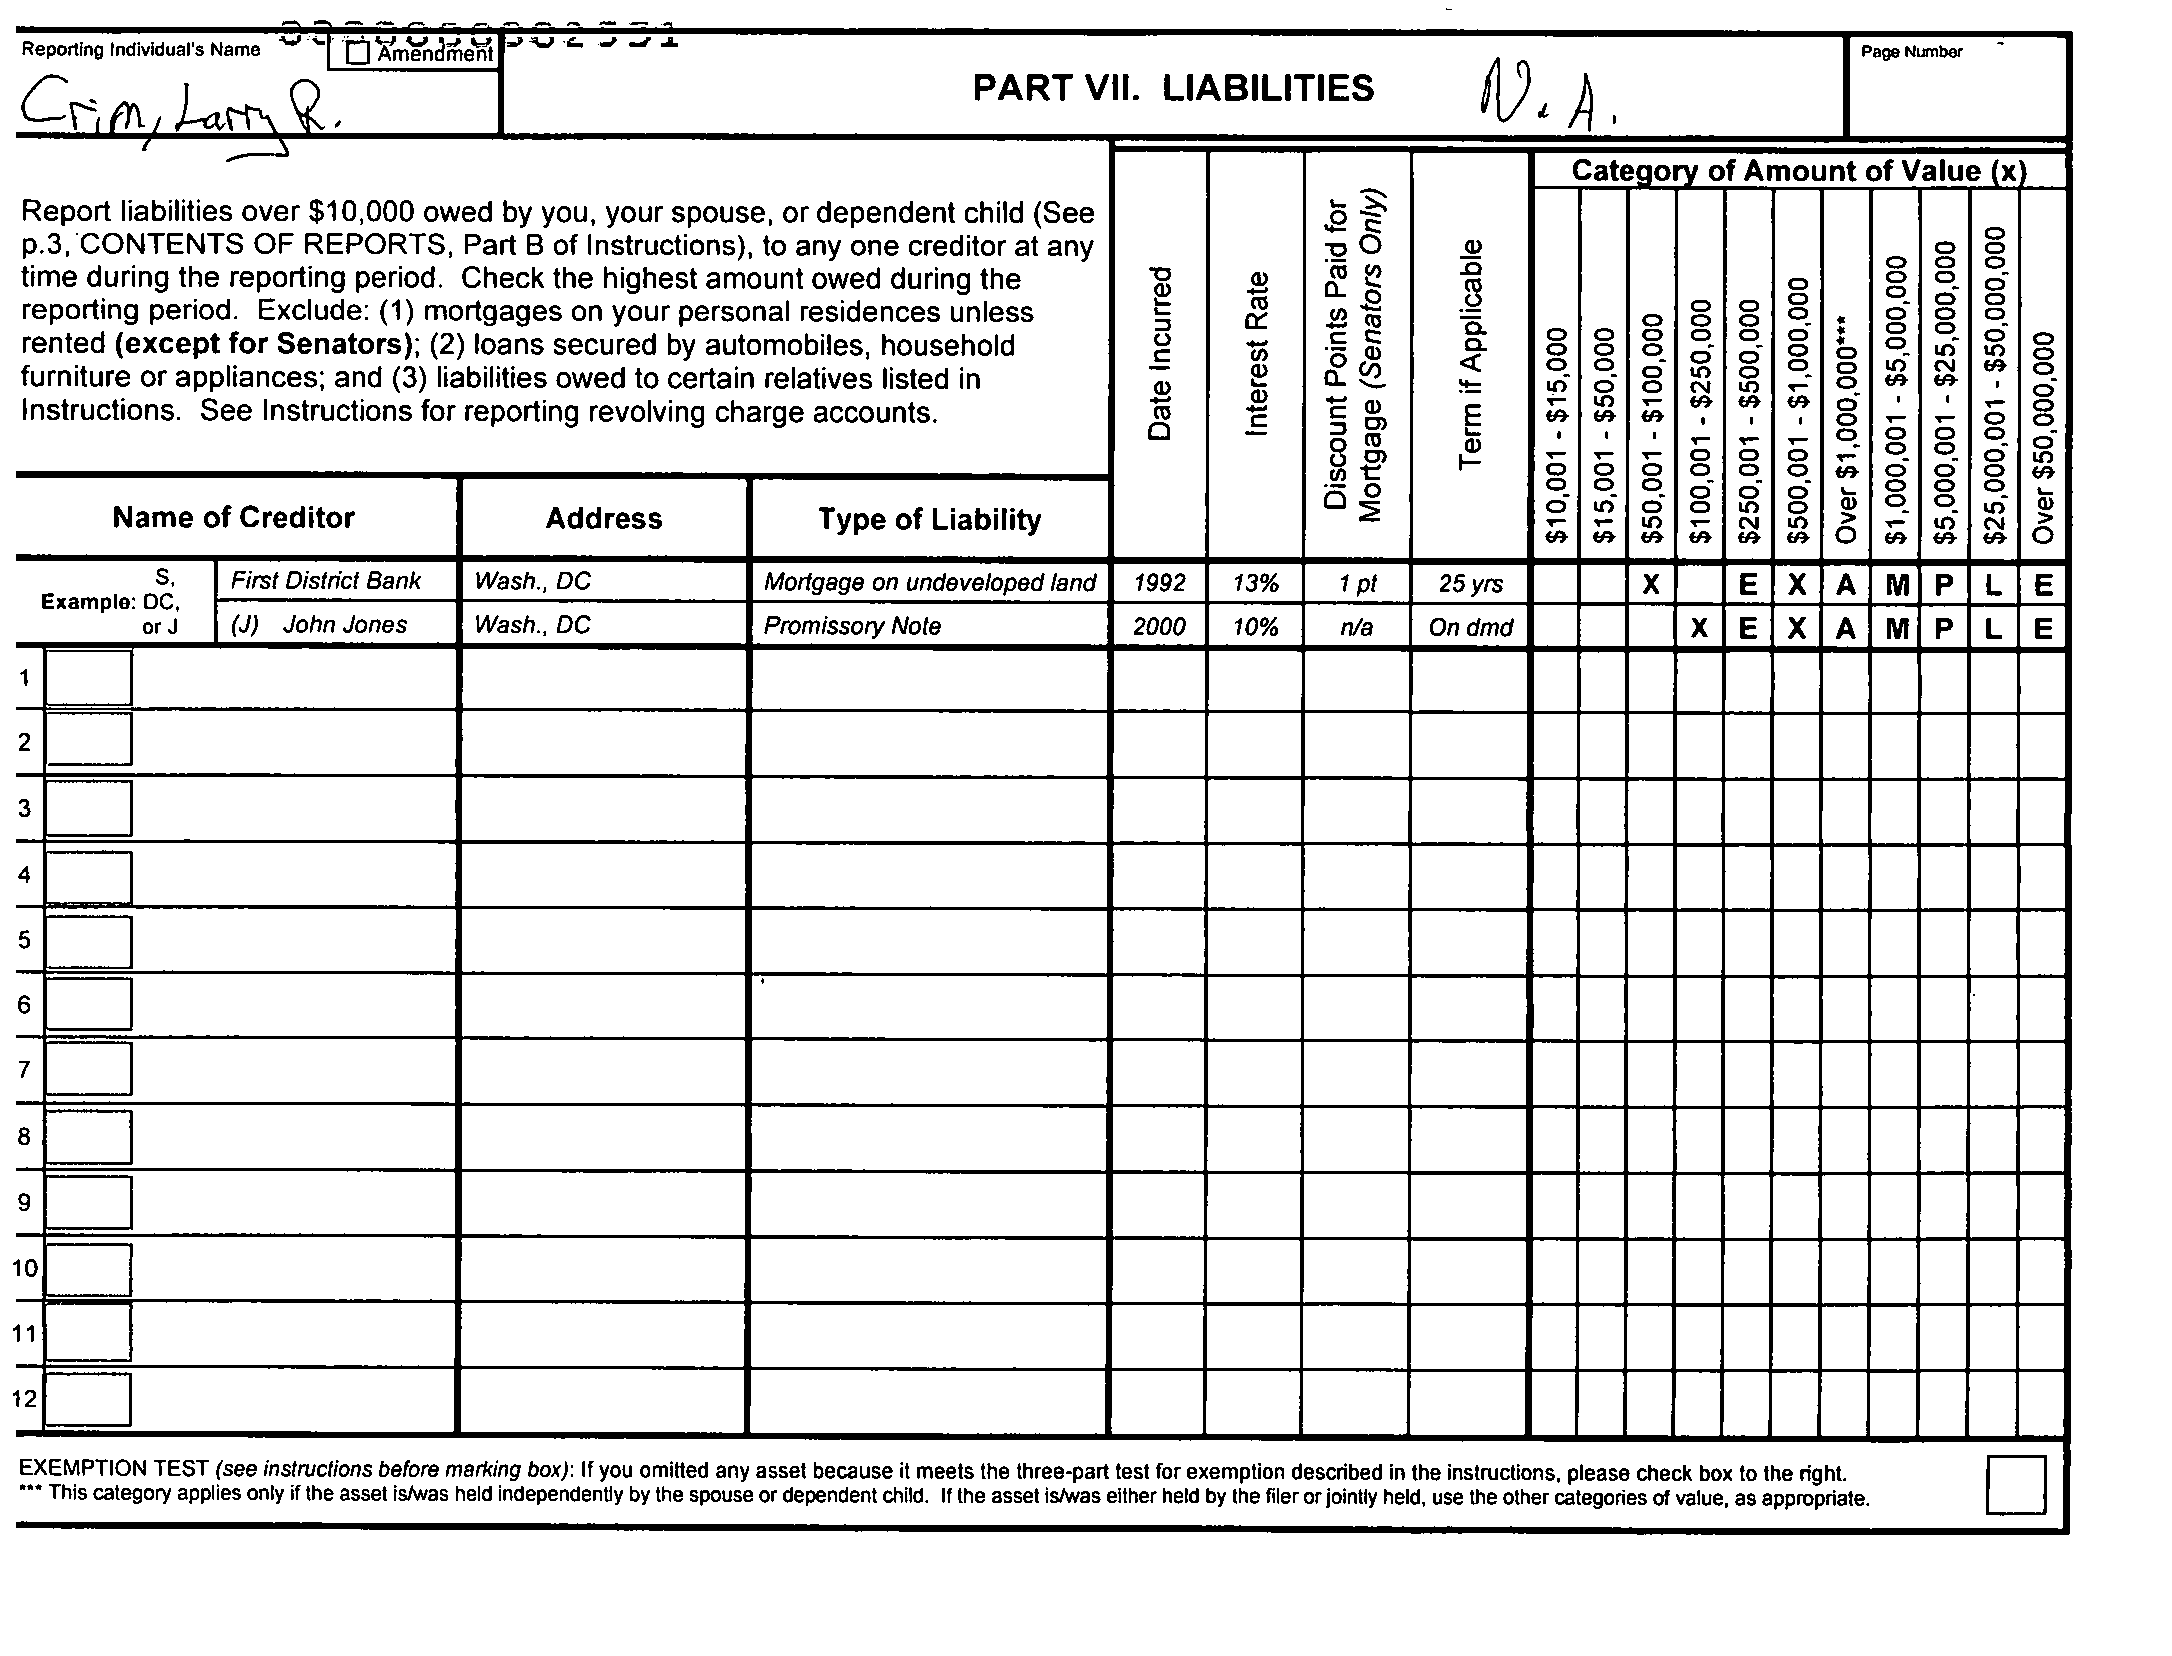 Reporting Individual's Name
Amendment
Crim, Larry R.
PART VII. LIABILITIES
N.A.
Page Number
Report liabilities over $10,000 owed by you, your spouse, or dependent child (See
p.3, CONTENTS OF REPORTS, Part B of Instructions), to any one creditor at any
time during the reporting period. Check the highest amount owed during the
reporting period. Exclude: (1) mortgages on your personal residences unless
rented (except for Senators); (2) loans secured by automobiles, household
furniture or appliances; and (3) liabilities owed to certain relatives listed in
Instructions. See Instructions for reporting revolving charge accounts.
Name of Creditor
Address
Type of Liability
Date Incurred
Interest Rate
Discount Points Paid for
Mortgage (Senators Only)
Term if Applicable
Category of Amount of Value (x)
$10,001 - $15,000
$15,001 - $50,000
$50,001 - $100,000
$100,001 - $250,000
$250,001 - $500,000
$500,001 - $1,000,000
Over $1,000,000***
$1,000,001 - $5,000,000
$5,000,001 - $25,000,000
$25,000,001 - $50,000,000
Over $50,000,000
Example: S,
DC,
or J
First District Bank Wash., DC Mortgage on undeveloped land 1992 13% 1 pt 25 yrs X E X A M P L E
(J) John Jones Wash., DC Promissory Note 2000 10% n/a On dmd X E X A M P L E
1
2
3
4
5
6
7
8
9
10
11
12
EXEMPTION TEST (see instructions before marking box): If you omitted any asset because it meets the three-part test for exemption described in the instructions, please check box to the right.
*** This category applies only if the asset is/was held independently by the spouse or dependent child. If the asset is/was either held by the filer or jointly held, use the other categories of value, as appropriate.